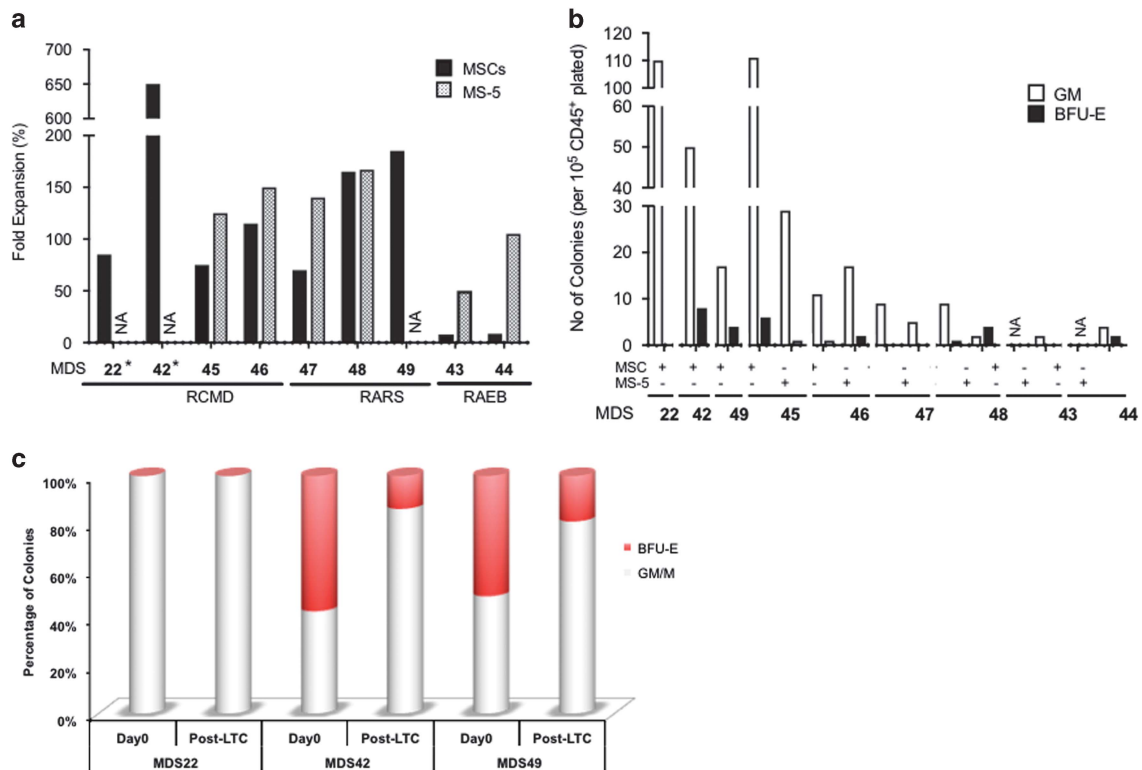 a
700
650
600
200
150
100
50
0
Fold Expansion (%)
MSCs
MS-5
NA
NA
NA
MDS 22* 42* 45 46 47 48 49 43 44
RCMD RARS RAEB
b
120
110
100
60
50
40
30
20
10
0
No of Colonies (per 10⁵ CD45⁺ plated)
GM
BFU-E
NA
NA
MSC + + + + - + - + - + - + - + -
MS-5 - - - - + - + - + - + - + - + -
MDS 22 42 49 45 46 47 48 43 44
c
100%
80%
60%
40%
20%
0%
Percentage of Colonies
BFU-E
GM/M
Day0 Post-LTC Day0 Post-LTC Day0 Post-LTC
MDS22 MDS42 MDS49